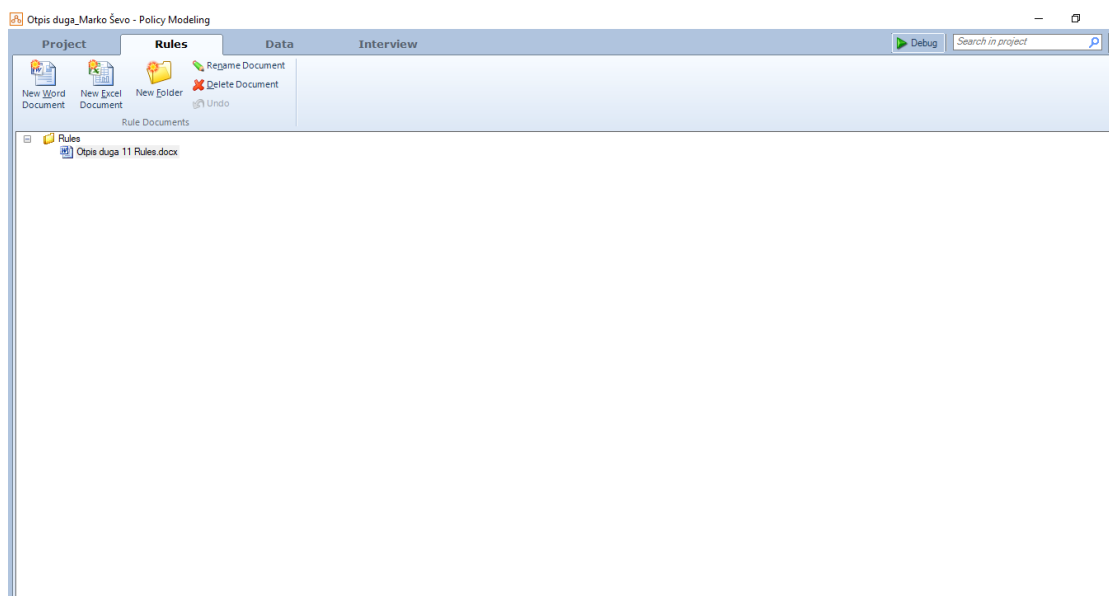 Otpis duga_Marko Ševo - Policy Modeling
Project Rules Data Interview Debug Search in project
New Word Document
New Excel Document
New Folder
Rename Document
Delete Document
Undo
Rule Documents
Rules
Otpis duga 11 Rules.docx